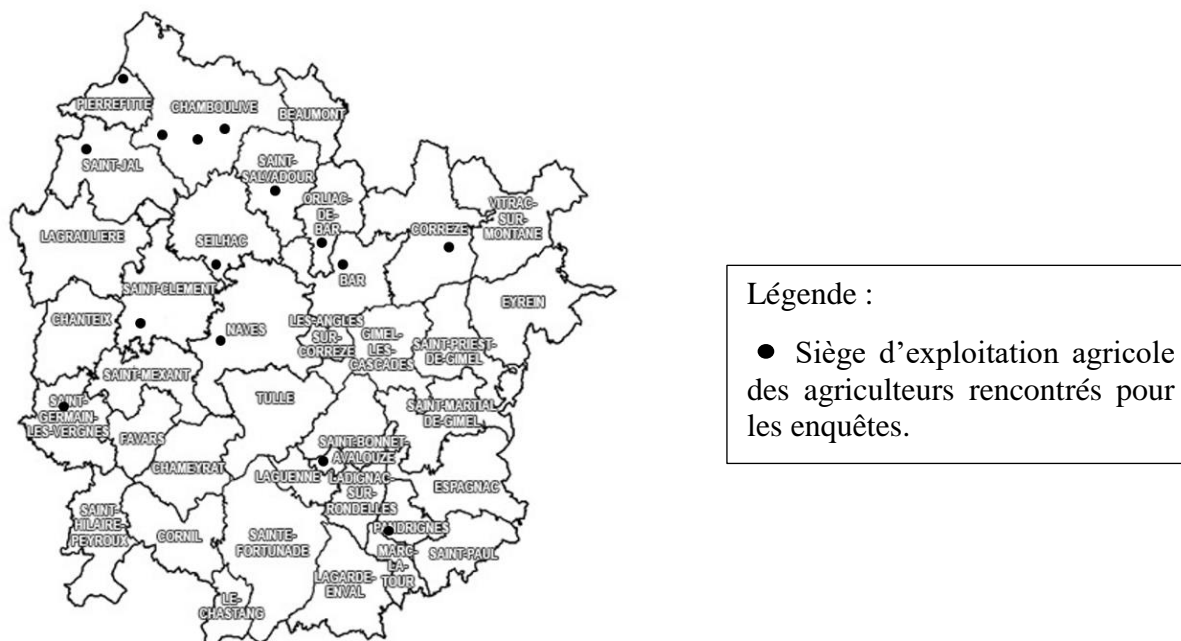 PIERREFITTE
CHAMBOULIVE
BEAUMONT
SAINT-JAL
SAINT-
SALVADOUR
ORLIAC-
DE-
BAR
CORREZE
VITRAC-
SUR-
MONTANE
LAGRAULIERE
SEILHAC
BAR
EYREIN
SAINT-CLEMENT
CHANTEIX
NAVES
LES-ANGLES
SUR-
CORREZE
GIMEL-
LES-
CASCADES
SAINT-PRIEST-
DE-GIMEL
SAINT-MEXANT
TULLE
SAINT-MARTIAL
DE-GIMEL
SAINT-
GERMAIN-
LES-VERGNES
FAVARS
CHAMEYRAT
SAINT-BONNET-
AVALOUZE
LAGUENNE
LADIGNAC-
SUR-
RONDELLES
ESPAGNAC
SAINT-
HILAIRE-
PEYROUX
CORNIL
SAINTE-
FORTUNADE
PANDRIGNES
MARC-
LA-
TOUR
SAINT-PAUL
LAGARDE-
ENVAL
LE-
CHASTANG
Légende :
● Siège d'exploitation agricole
des agriculteurs rencontrés pour
les enquêtes.